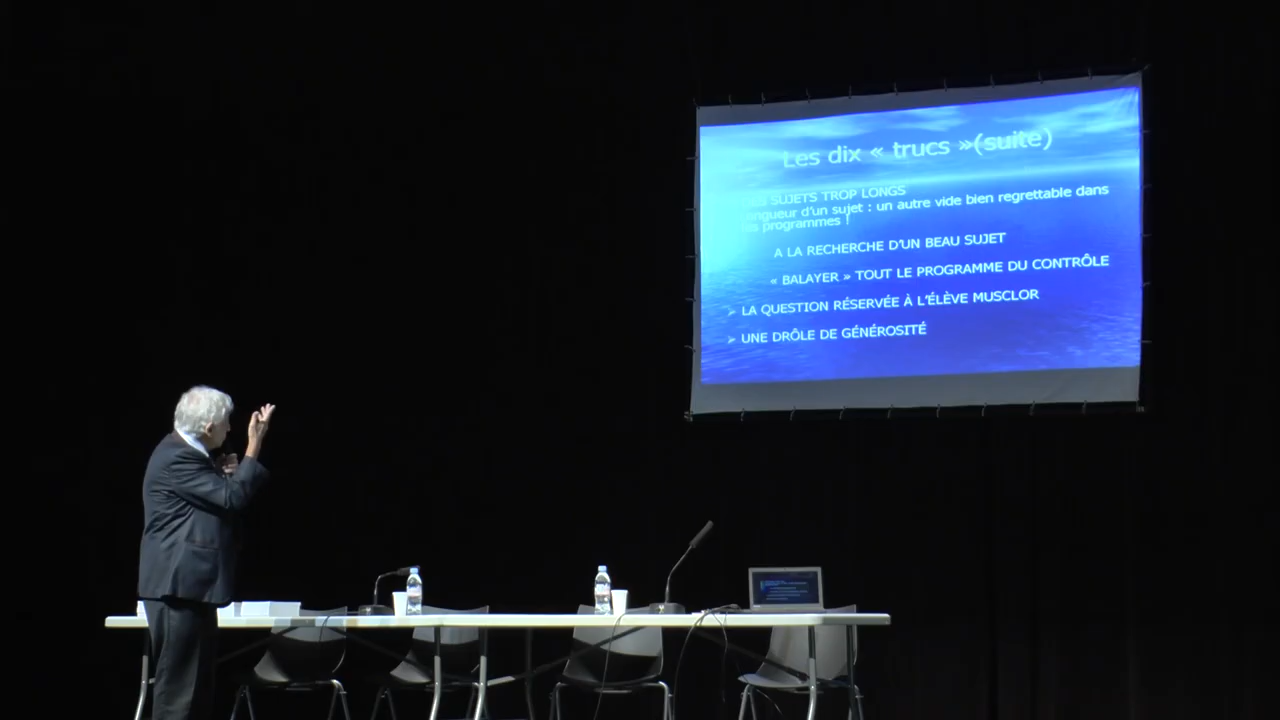 Les dix « trucs »(suite)
SUJETS TROP LONGS
longueur d'un sujet : un autre vide bien regrettable dans
programmes !
A LA RECHERCHE D'UN BEAU SUJET
« BALAYER » TOUT LE PROGRAMME DU CONTRÔLE
➢ LA QUESTION RÉSERVÉE À L'ÉLÈVE MUSCLOR
➢ UNE DRÔLE DE GÉNÉROSITÉ